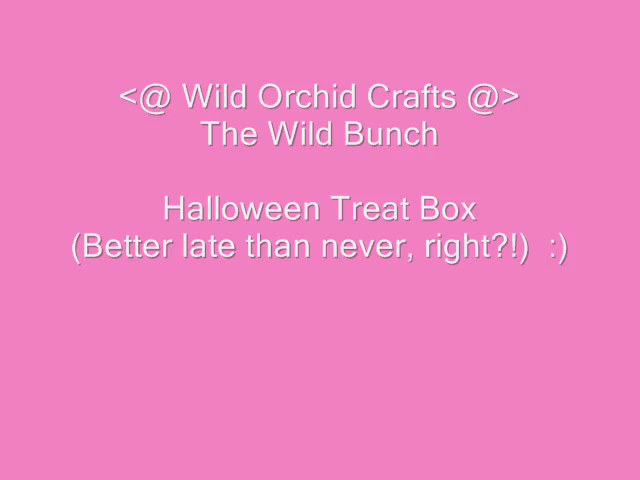 <@ Wild Orchid Crafts @>
The Wild Bunch
Halloween Treat Box
(Better late than never, right?!)  :)